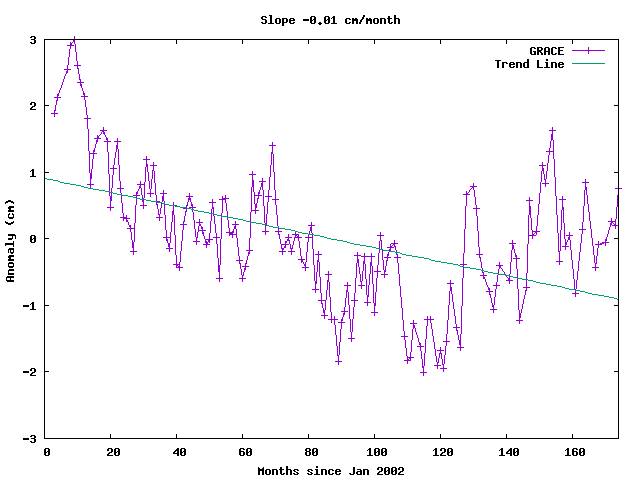 Slope -0.01 cm/month
GRACE
Trend Line
3
2
1
0
-1
-2
-3
Anomaly (cm)
0 20 40 60 80 100 120 140 160
Months since Jan 2002